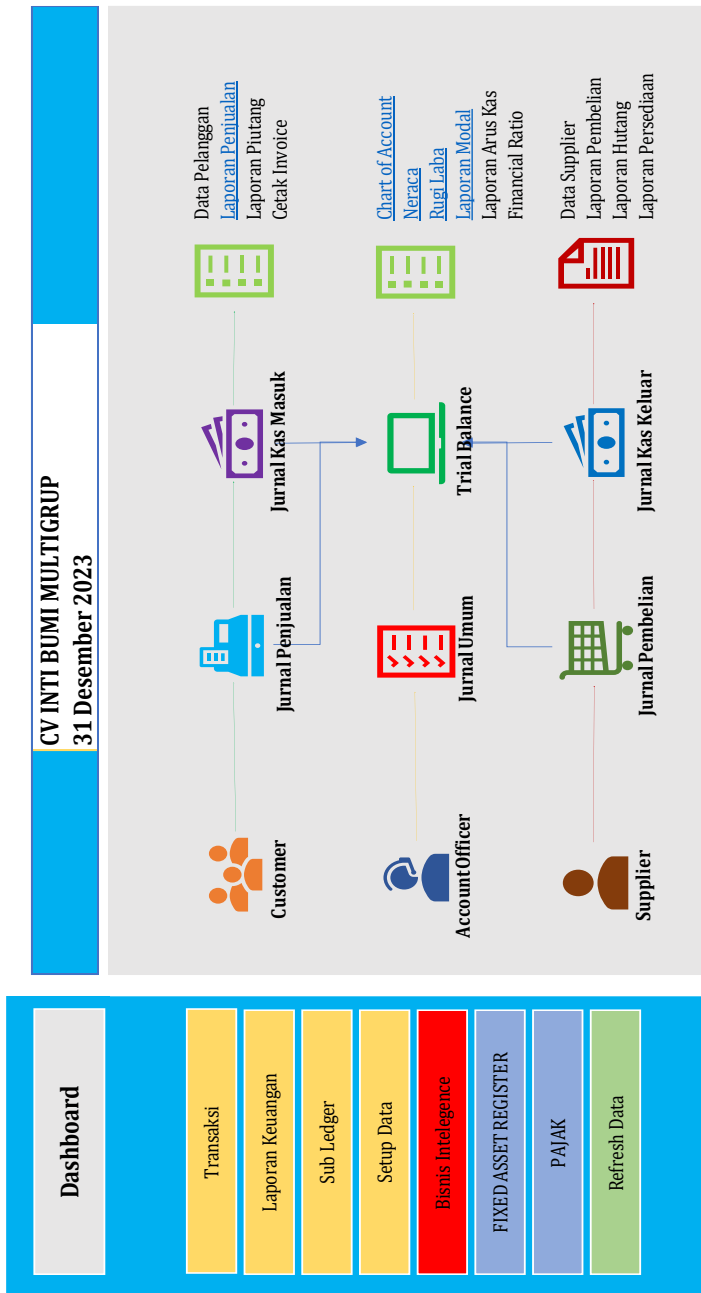 Dashboard
Transaksi
Laporan Keuangan
Sub Ledger
Setup Data
Bisnis Intelegence
FIXED ASSET REGISTER
PAJAK
Refresh Data
CV INTI BUMI MULTIGRUP
31 Desember 2023
Customer
Jurnal Penjualan
Jurnal Kas Masuk
Data Pelanggan
Laporan Penjualan
Laporan Piutang
Cetak Invoice
Account Officer
Jurnal Umum
Trial Balance
Chart of Account
Neraca
Rugi Laba
Laporan Modal
Laporan Arus Kas
Financial Ratio
Supplier
Jurnal Pembelian
Jurnal Kas Keluar
Data Supplier
Laporan Pembelian
Laporan Hutang
Laporan Persediaan